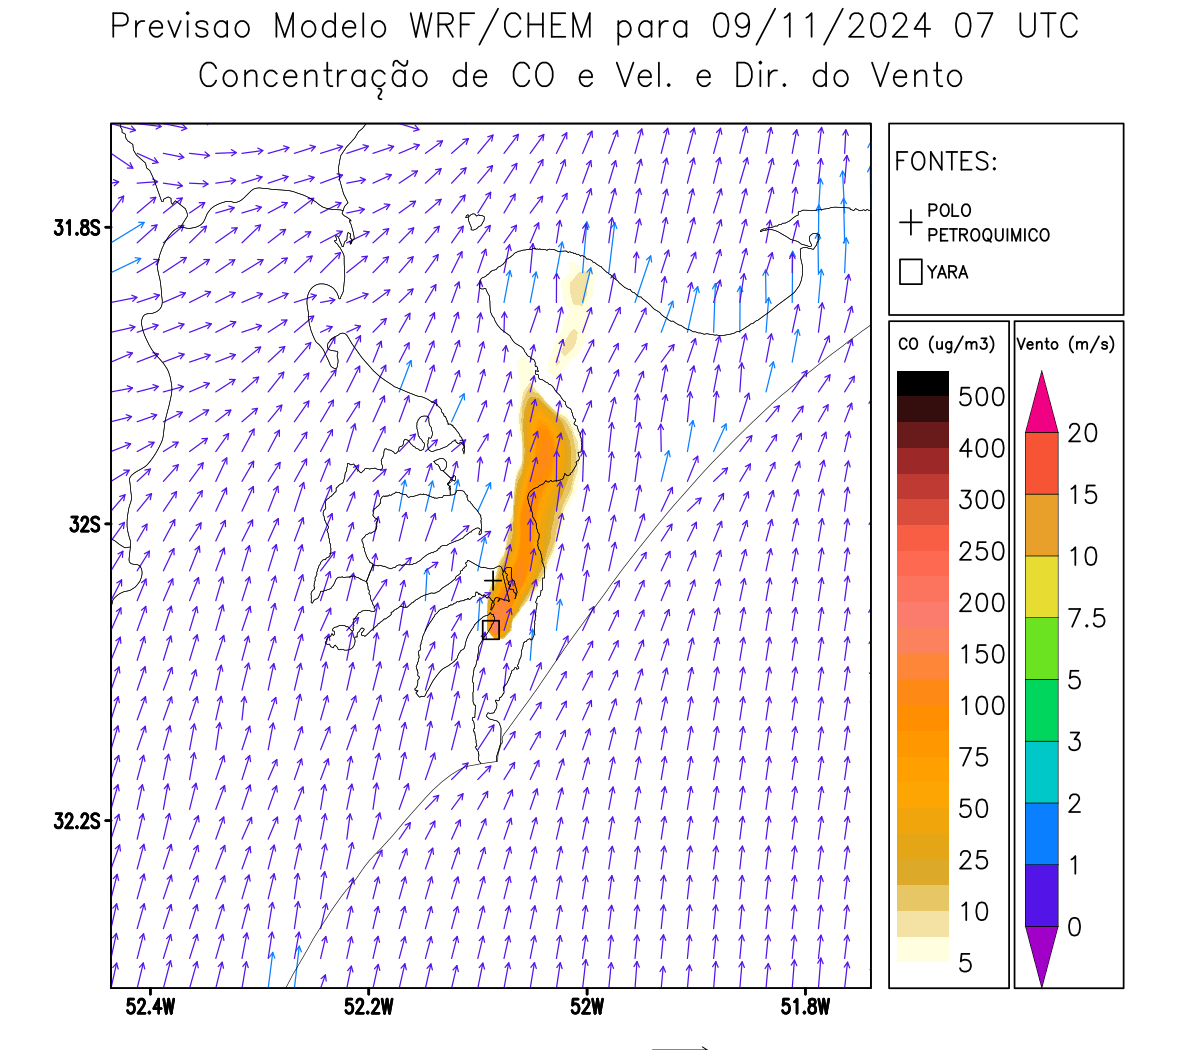 Previsao Modelo WRF/CHEM para 09/11/2024 07 UTC
Concentração de CO e Vel. e Dir. do Vento
FONTES:
POLO
PETROQUIMICO
YARA
CO (ug/m3)
500
400
300
250
200
150
100
75
50
25
10
5
Vento (m/s)
20
15
10
7.5
5
3
2
1
0
31.8S
32S
32.2S
52.4W
52.2W
52W
51.8W